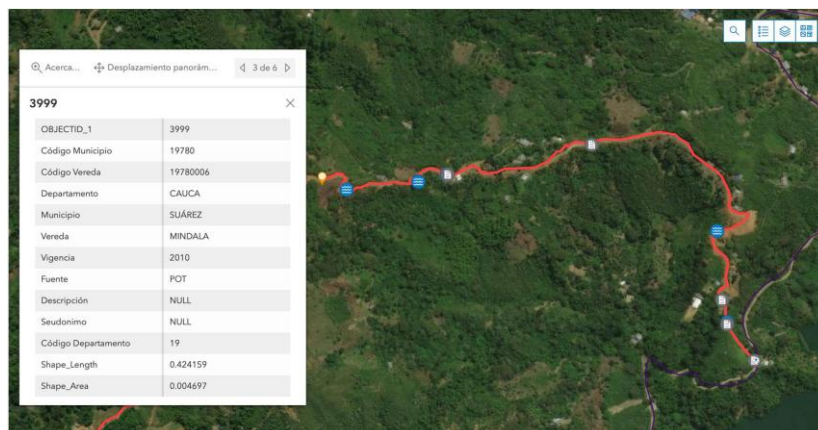 Acerca... Desplazamiento panorám... 3 de 6
3999
OBJECTID_1 3999
Código Municipio 19780
Código Vereda 19780006
Departamento CAUCA
Municipio SUÁREZ
Vereda MINDALA
Vigencia 2010
Fuente POT
Descripción NULL
Seudonimo NULL
Código Departamento 19
Shape_Length 0.424159
Shape_Area 0.004697